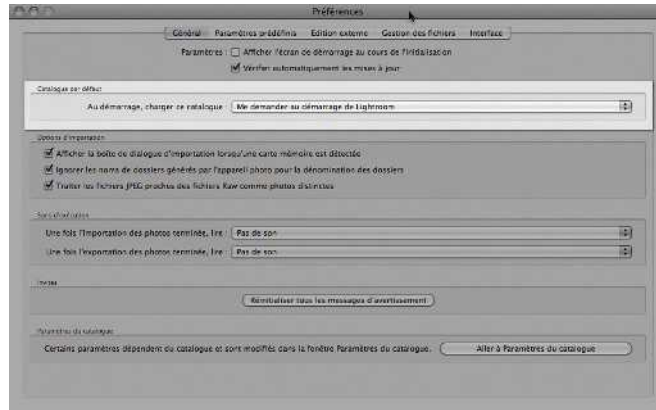 Préférences
Général Paramètres prédéfinis Edition externe Gestion des fichiers Interface
Paramètres : Afficher l'écran de démarrage au cours de l'initialisation
Vérifier automatiquement les mises à jour
Catalogue par défaut
Au démarrage, charger ce catalogue : Me demander au démarrage de Lightroom
Options d'importation
Afficher la boîte de dialogue d'importation lorsqu'une carte mémoire est détectée
Ignorer les noms de dossiers générés par l'appareil photo pour la dénomination des dossiers
Traiter les fichiers JPEG proches des fichiers Raw comme photos distinctes
Une fois l'importation des photos terminée, lire : Pas de son
Une fois l'exportation des photos terminée, lire : Pas de son
Invites
Réinitialiser tous les messages d'avertissement
Paramètres du catalogue
Certains paramètres dépendent du catalogue et sont modifiés dans la fenêtre Paramètres du catalogue. Aller à Paramètres du catalogue